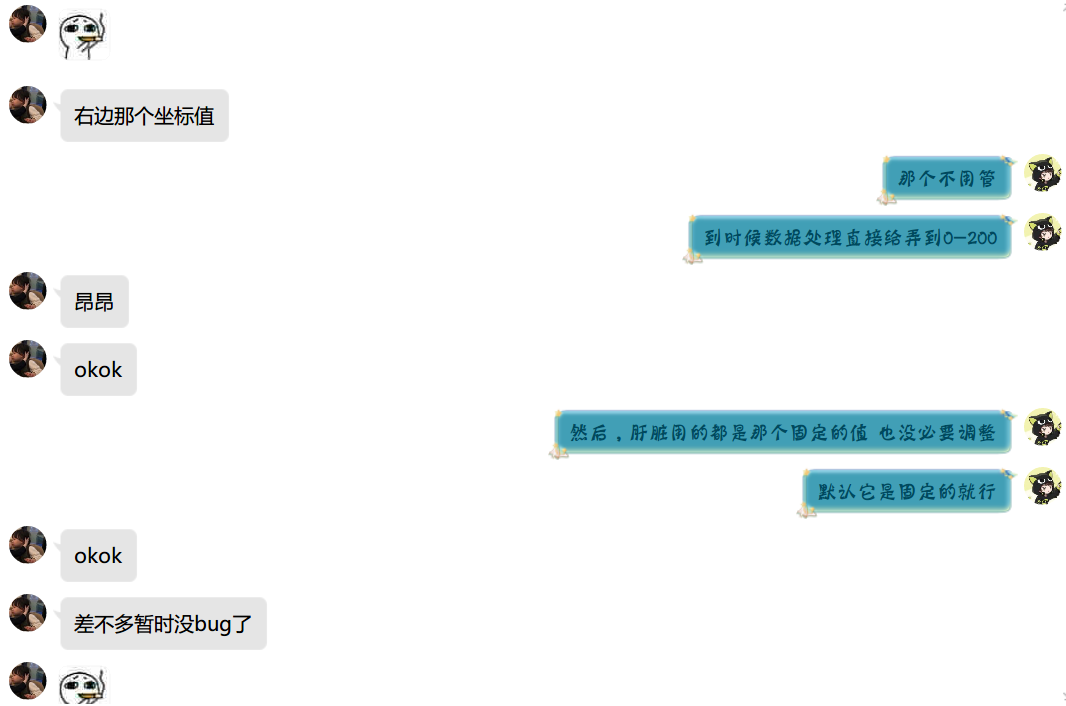 右边那个坐标值
那个不用管
到时候数据处理直接给弄到0-200
昂昂
okok
然后，肝脏用的都是那个固定的值 也没必要调整
默认它是固定的就行
okok
差不多暂时没bug了